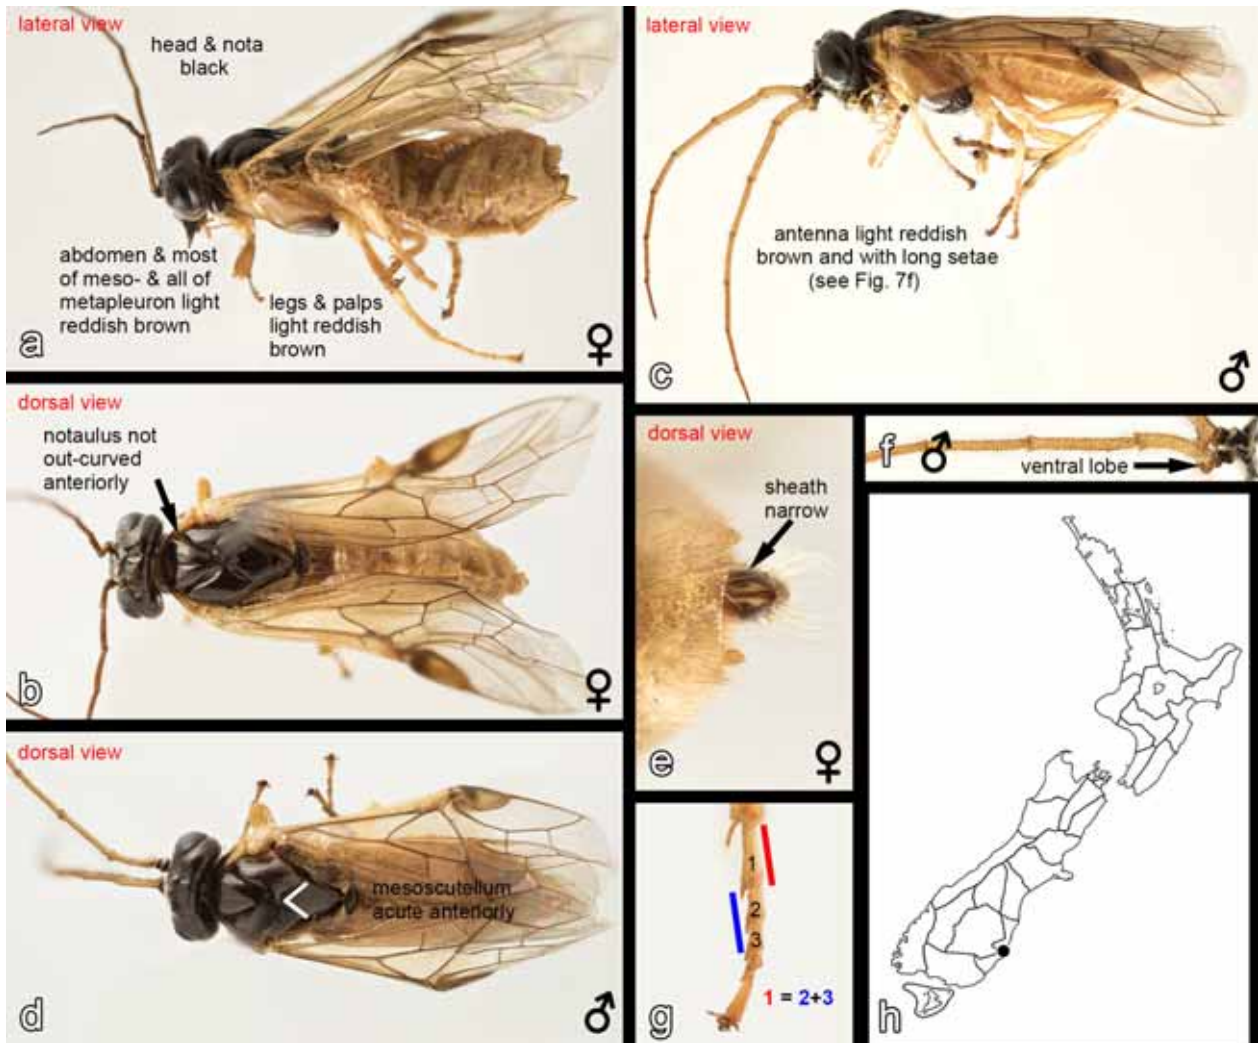 lateral view
head & nota
black
abdomen & most
of meso- & all of
metapleuron light
reddish brown
legs & palps
light reddish
brown
a
♀
dorsal view
notaulus not
out-curved
anteriorly
b
♀
dorsal view
mesoscutellum
acute anteriorly
d
♂
lateral view
antenna light reddish
brown and with long setae
(see Fig. 7f)
c
♂
dorsal view
sheath
narrow
e
♀
f
♂
ventral lobe
1
2
3
1 = 2+3
g
h